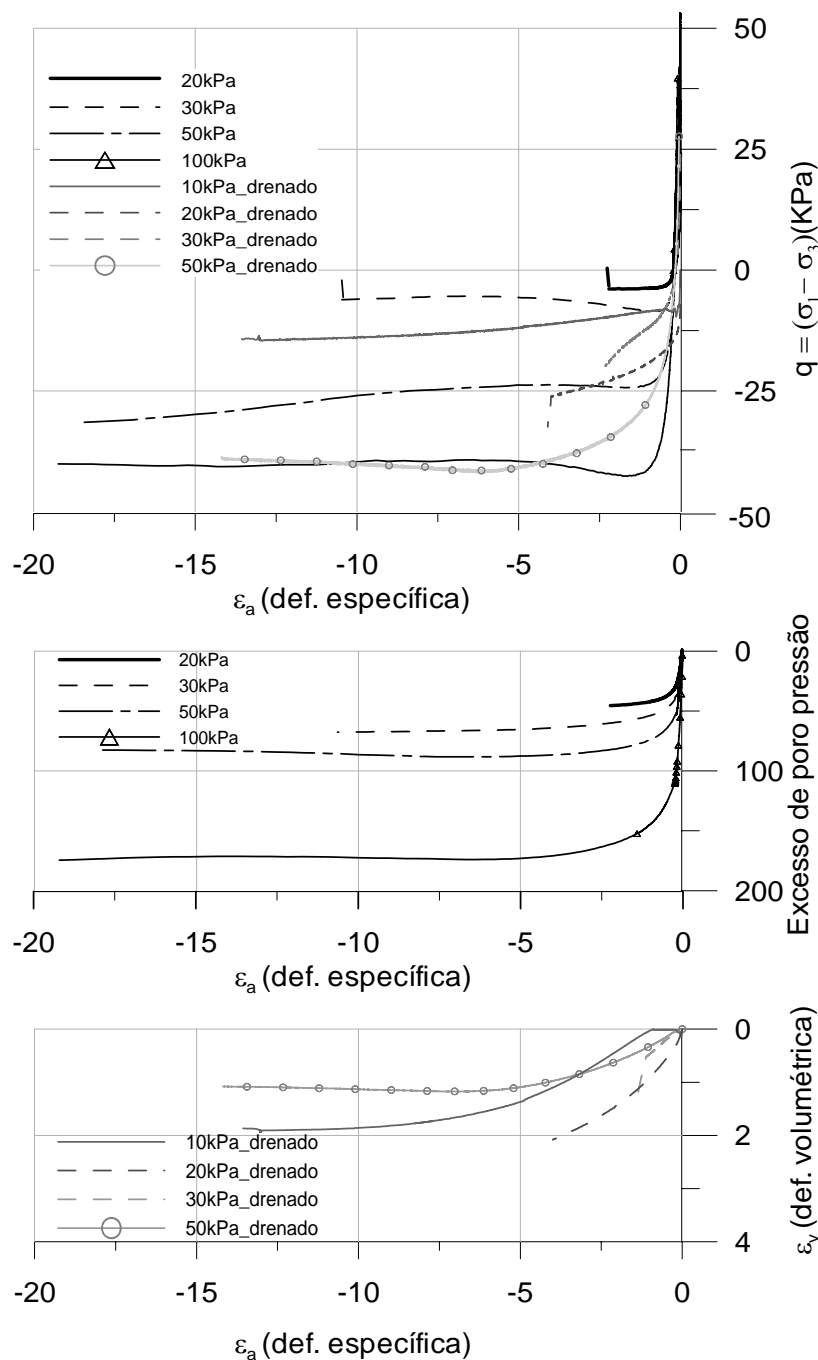 50
25
0
-25
-50
q = (σ1 − σ3)(KPa)
20kPa
30kPa
50kPa
100kPa
10kPa_drenado
20kPa_drenado
30kPa_drenado
50kPa_drenado
-20 -15 -10 -5 0
εa (def. específica)
0
100
200
Excesso de poro pressão
20kPa
30kPa
50kPa
100kPa
-20 -15 -10 -5 0
εa (def. específica)
0
2
4
εv (def. volumétrica)
10kPa_drenado
20kPa_drenado
30kPa_drenado
50kPa_drenado
-20 -15 -10 -5 0
εa (def. específica)